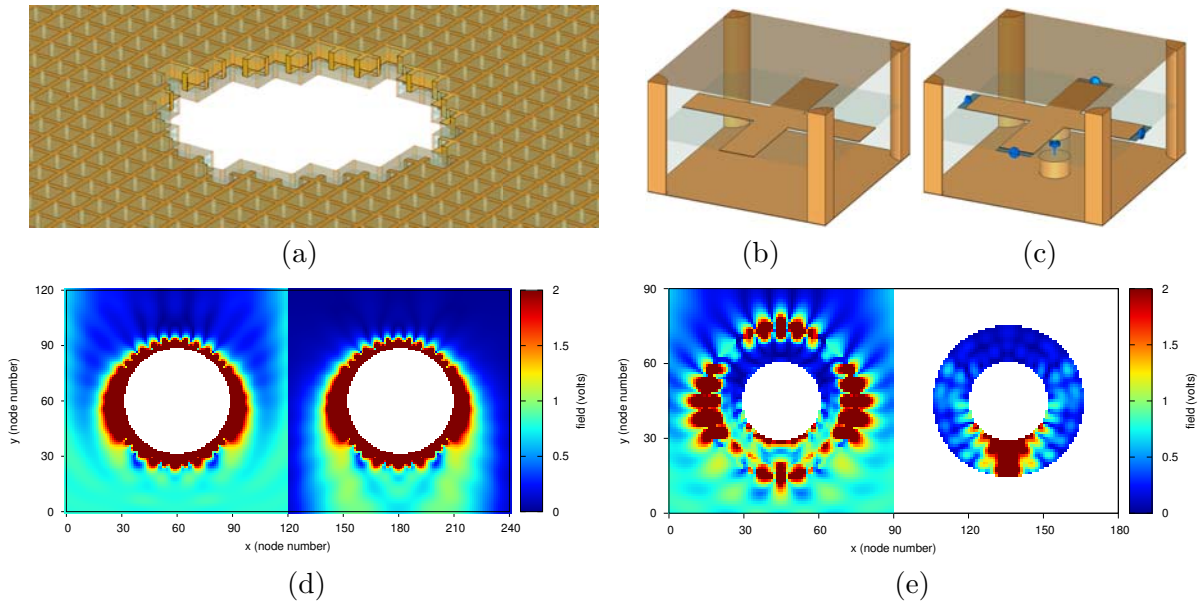 (a)
(b)
(c)
120
90
60
30
0
y (node number)
0 30 60 90 120 150 180 210 240
x (node number)
2
1.5
1
0.5
0
field (volts)
(d)
90
60
30
0
y (node number)
0 30 60 90 120 150 180
x (node number)
2
1.5
1
0.5
0
field (volts)
(e)